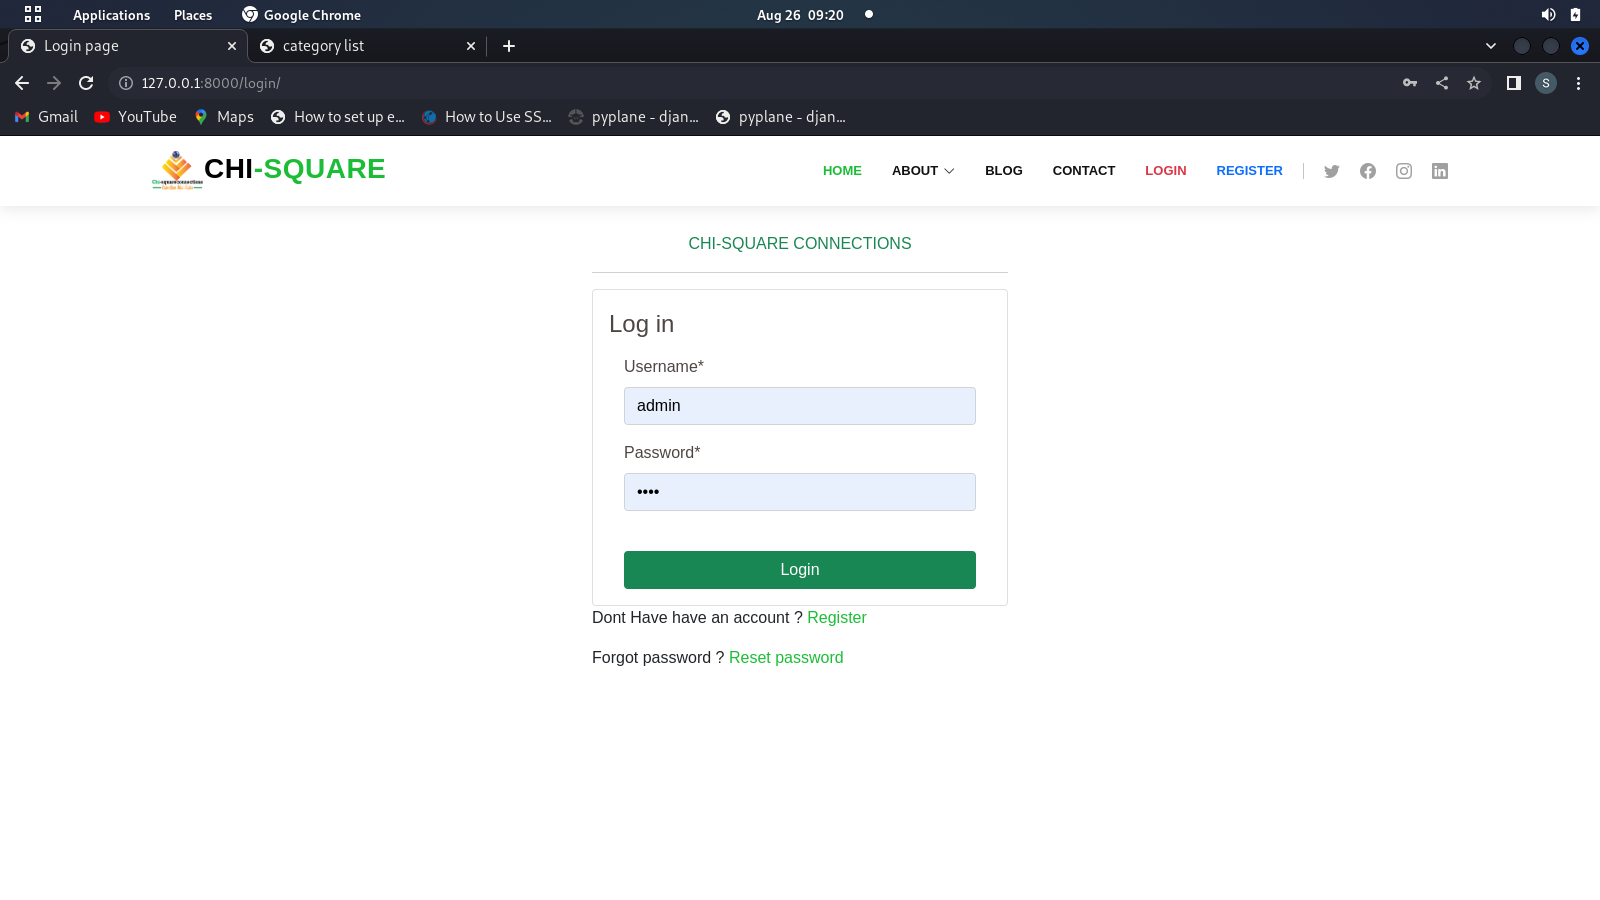 Applications Places Google Chrome Aug 26 09:20
Login page category list
127.0.0.1:8000/login/ S
Gmail YouTube Maps How to set up e... How to Use SS... pyplane - djan... pyplane - djan...
CHI-SQUARE HOME ABOUT BLOG CONTACT LOGIN REGISTER
CHI-SQUARE CONNECTIONS
Log in
Username*
admin
Password*
••••
Login
Dont Have have an account ? Register
Forgot password ? Reset password